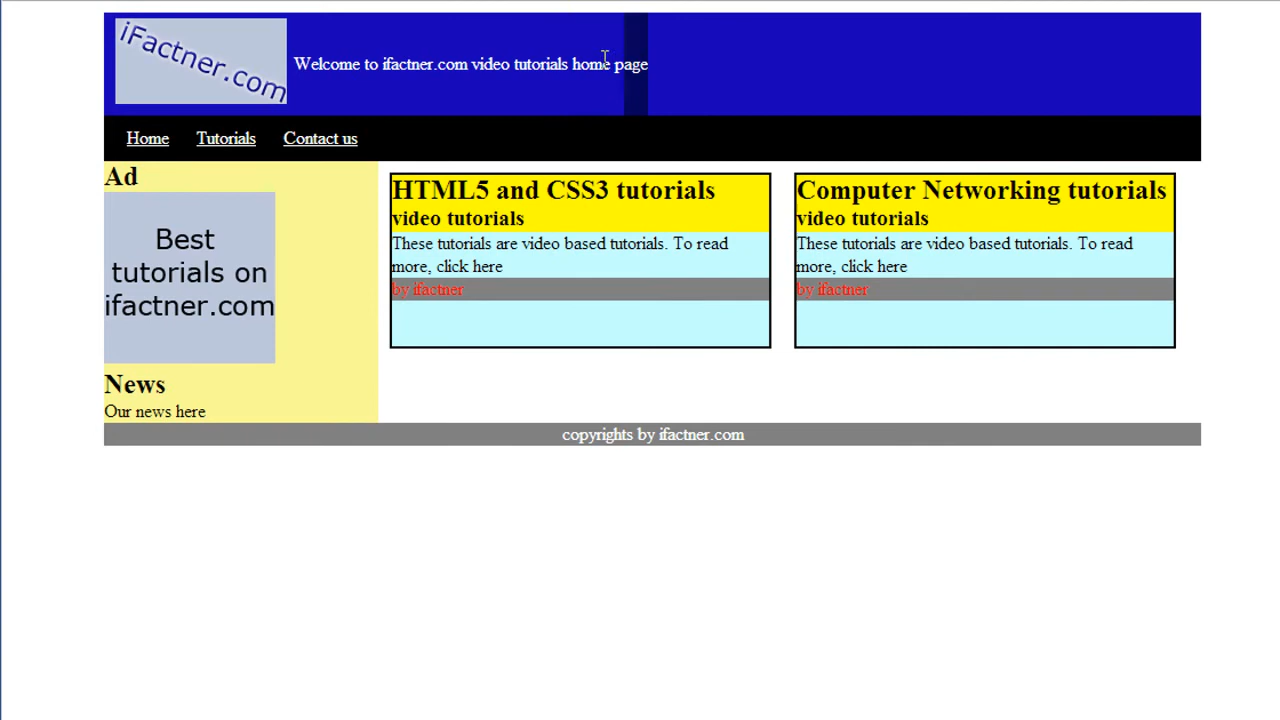 iFactner.com
Welcome to ifactner.com video tutorials home page
Home Tutorials Contact us
Ad
Best
tutorials on
ifactner.com
News
Our news here
HTML5 and CSS3 tutorials
video tutorials
These tutorials are video based tutorials. To read
more, click here
by ifactner
Computer Networking tutorials
video tutorials
These tutorials are video based tutorials. To read
more, click here
by ifactner
copyrights by ifactner.com